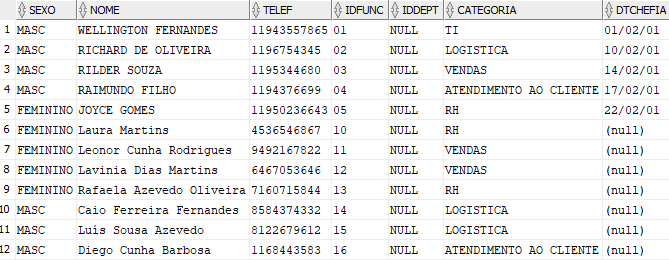 SEXO NOME TELEF IDFUNC IDDEPT CATEGORIA DTCHEFIA
1 MASC WELLINGTON FERNANDES 11943557865 01 NULL TI 01/02/01
2 MASC RICHARD DE OLIVEIRA 1196754345 02 NULL LOGISTICA 10/02/01
3 MASC RILDER SOUZA 1195344680 03 NULL VENDAS 14/02/01
4 MASC RAIMUNDO FILHO 1194376699 04 NULL ATENDIMENTO AO CLIENTE 17/02/01
5 FEMININO JOYCE GOMES 11950236643 05 NULL RH 22/02/01
6 FEMININO Laura Martins 4536546867 10 NULL RH (null)
7 FEMININO Leonor Cunha Rodrigues 9492167822 11 NULL VENDAS (null)
8 FEMININO Lavinia Dias Martins 6467053646 12 NULL VENDAS (null)
9 FEMININO Rafaela Azevedo Oliveira 7160715844 13 NULL RH (null)
10 MASC Caio Ferreira Fernandes 8584374332 14 NULL LOGISTICA (null)
11 MASC Luís Sousa Azevedo 8122679612 15 NULL LOGISTICA (null)
12 MASC Diego Cunha Barbosa 1168443583 16 NULL ATENDIMENTO AO CLIENTE (null)